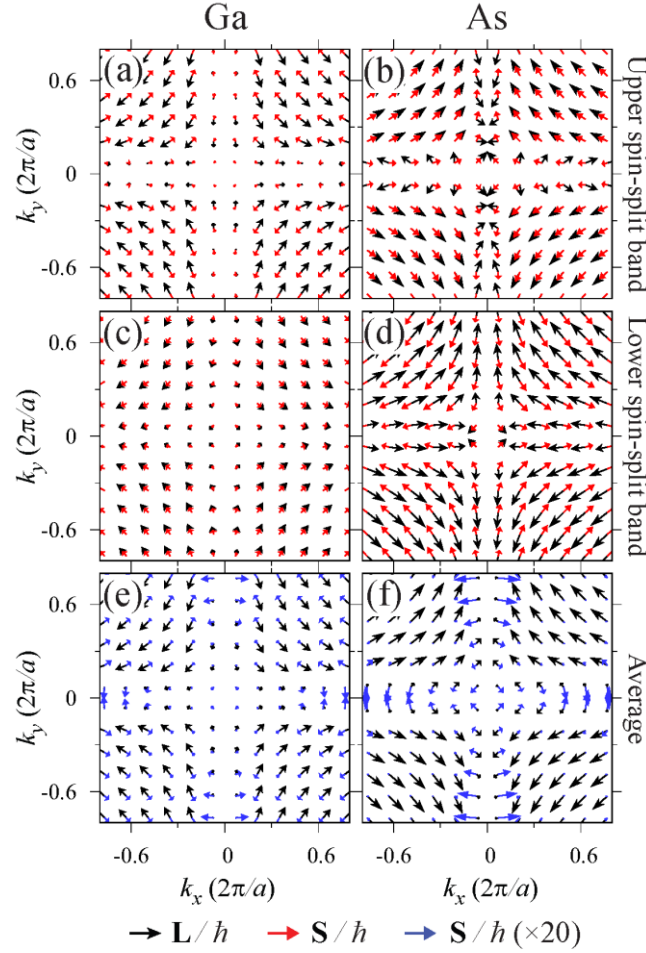 Ga As
(a) (b)
0.6
0
-0.6
k_y (2π/a)
Upper spin-split band
(c) (d)
0.6
0
-0.6
k_y (2π/a)
Lower spin-split band
(e) (f)
0.6
0
-0.6
k_y (2π/a)
Average
-0.6 0 0.6 -0.6 0 0.6
k_x (2π/a) k_x (2π/a)
L/ħ S/ħ S/ħ (×20)